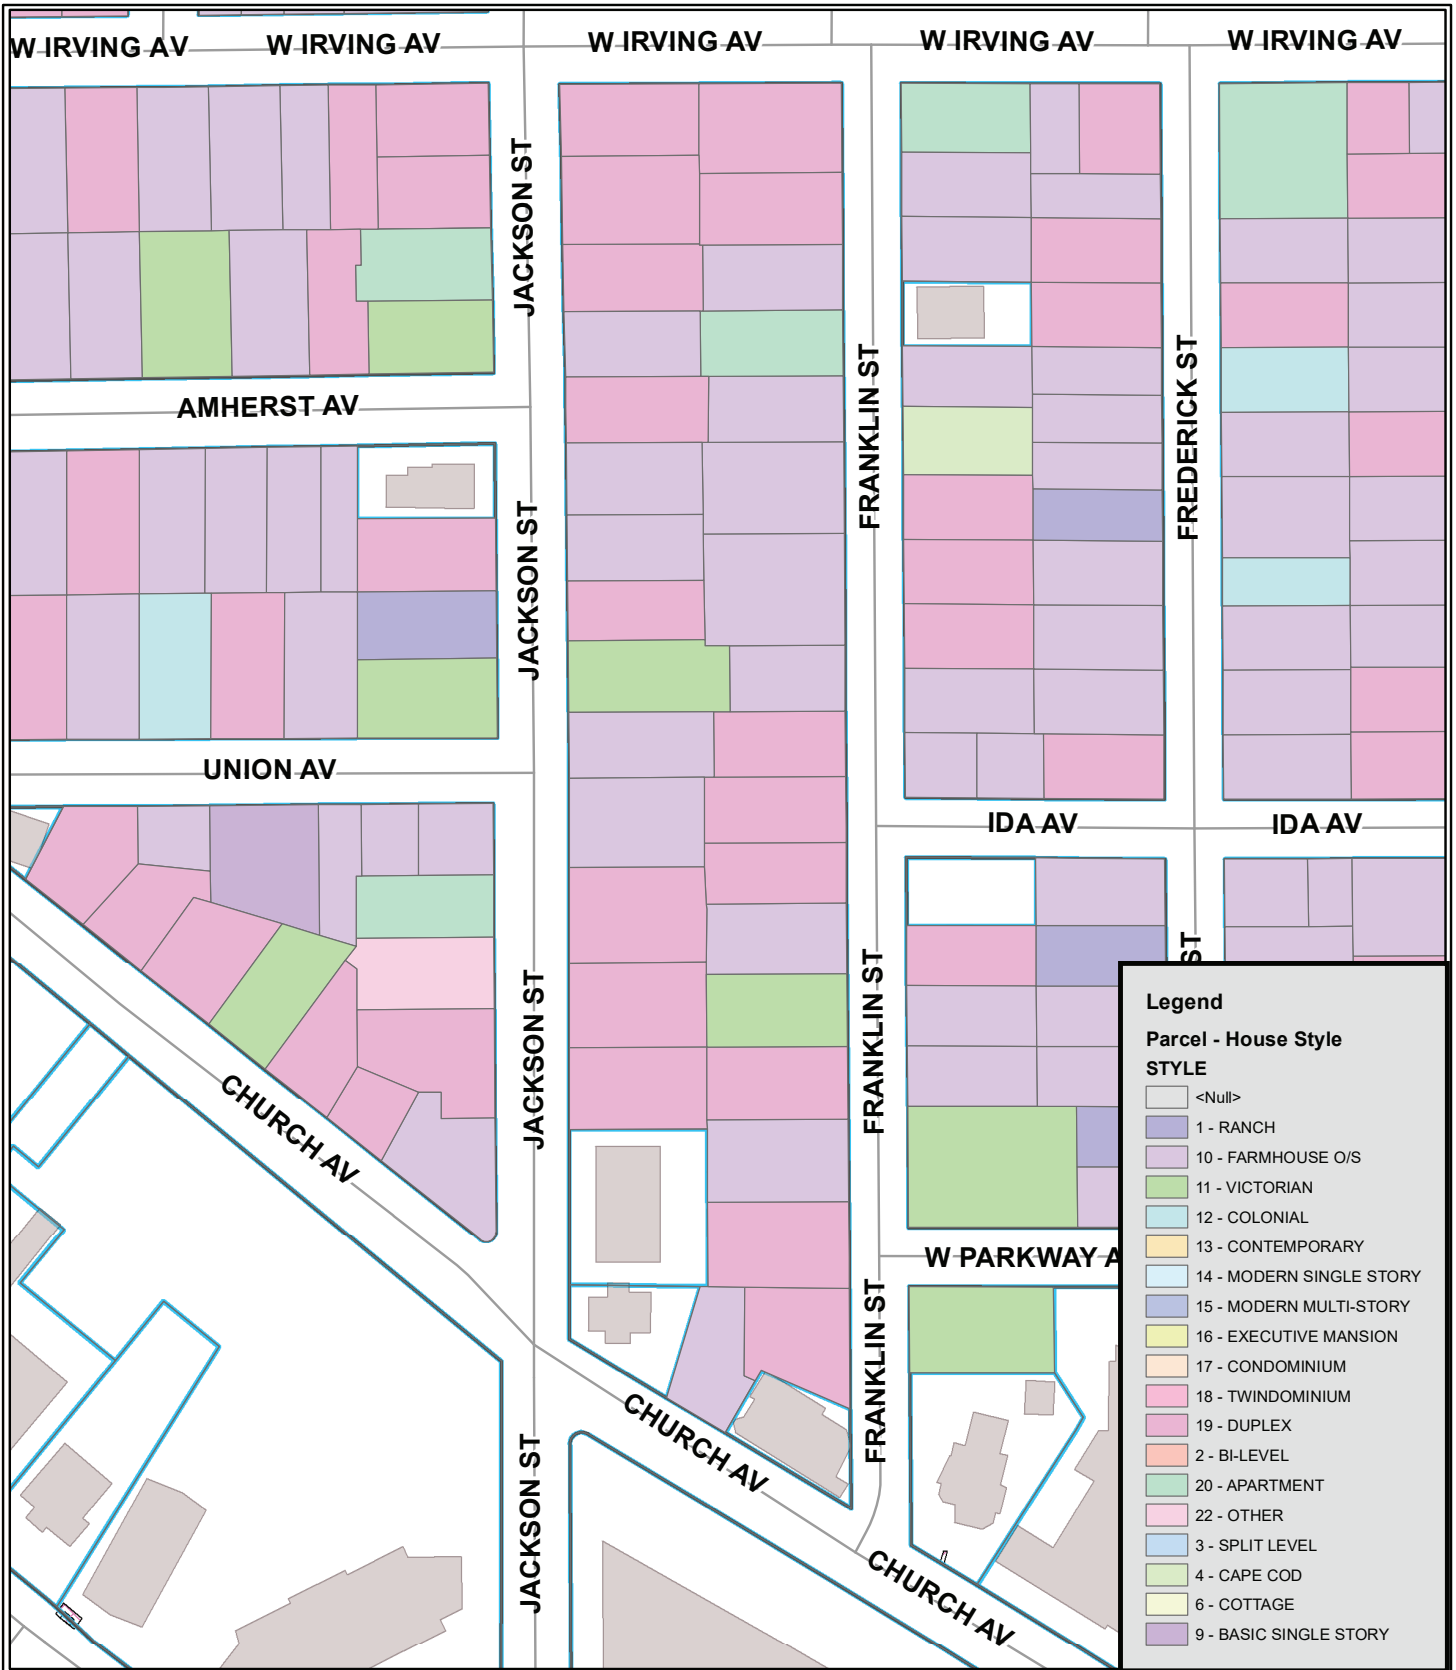 W IRVING AV
W IRVING AV
W IRVING AV
W IRVING AV
W IRVING AV
JACKSON ST
AMHERST AV
FRANKLIN ST
FREDERICK ST
JACKSON ST
UNION AV
IDA AV
IDA AV
ST
JACKSON ST
FRANKLIN ST
CHURCH AV
W PARKWAY A
FRANKLIN ST
CHURCH AV
JACKSON ST
CHURCH AV
Legend
Parcel - House Style
STYLE
<Null>
1 - RANCH
10 - FARMHOUSE O/S
11 - VICTORIAN
12 - COLONIAL
13 - CONTEMPORARY
14 - MODERN SINGLE STORY
15 - MODERN MULTI-STORY
16 - EXECUTIVE MANSION
17 - CONDOMINIUM
18 - TWINDOMINIUM
19 - DUPLEX
2 - BI-LEVEL
20 - APARTMENT
22 - OTHER
3 - SPLIT LEVEL
4 - CAPE COD
6 - COTTAGE
9 - BASIC SINGLE STORY